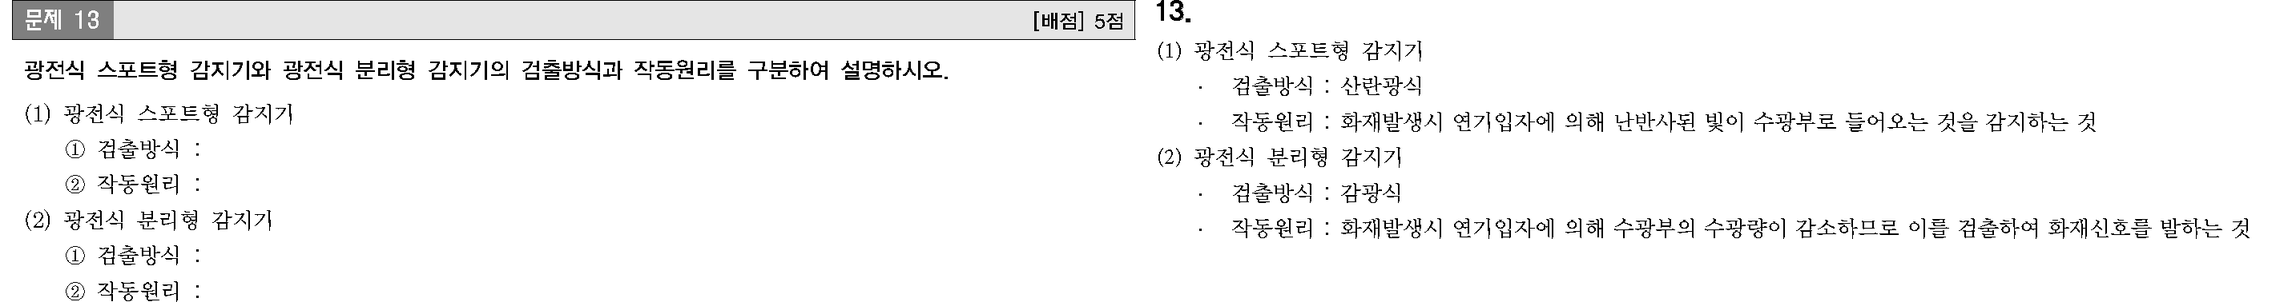 문제 13
[배점] 5점
광전식 스포트형 감지기와 광전식 분리형 감지기의 검출방식과 작동원리를 구분하여 설명하시오.
(1) 광전식 스포트형 감지기
① 검출방식 :
② 작동원리 :
(2) 광전식 분리형 감지기
① 검출방식 :
② 작동원리 :
13.
(1) 광전식 스포트형 감지기
· 검출방식 : 산란광식
· 작동원리 : 화재발생시 연기입자에 의해 난반사된 빛이 수광부로 들어오는 것을 감지하는 것
(2) 광전식 분리형 감지기
· 검출방식 : 감광식
· 작동원리 : 화재발생시 연기입자에 의해 수광부의 수광량이 감소하므로 이를 검출하여 화재신호를 발하는 것